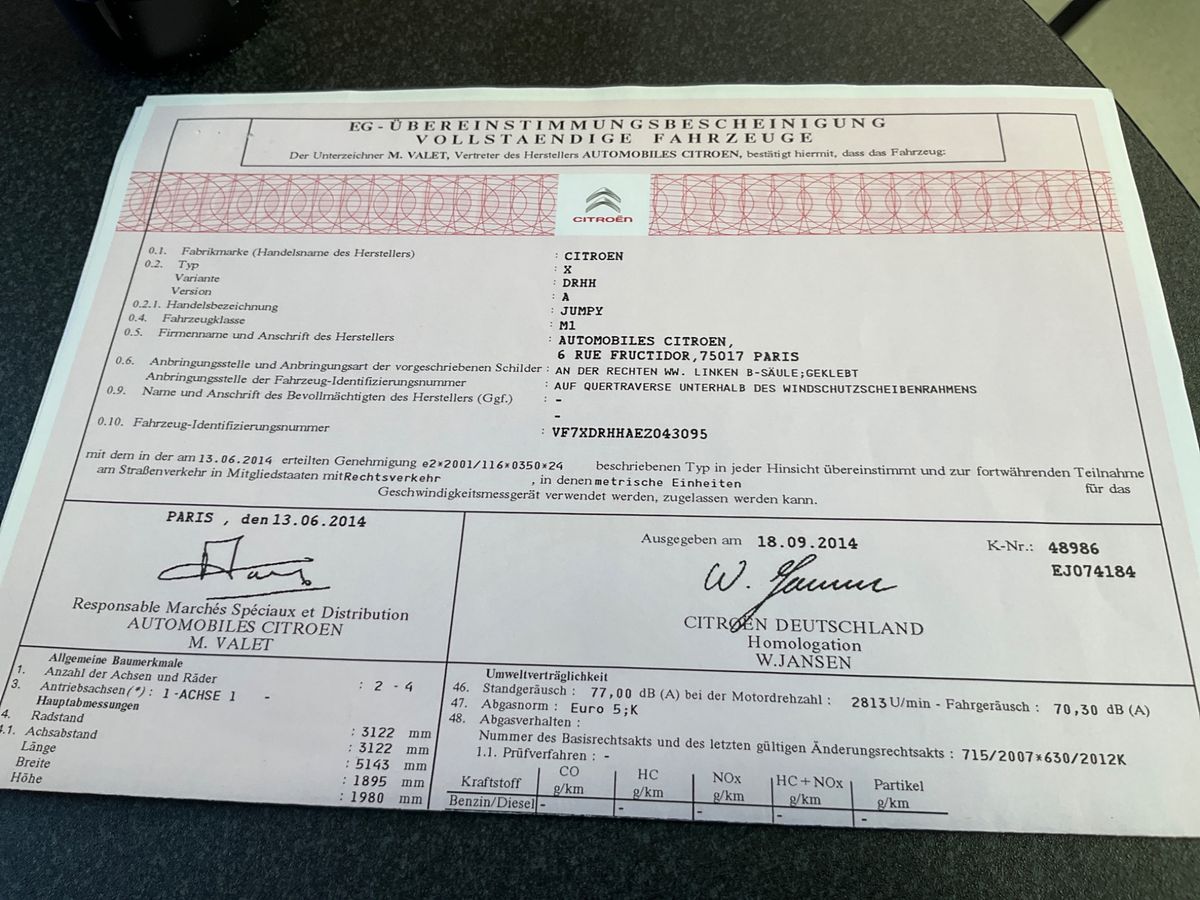 EG-ÜBEREINSTIMMUNGSBESCHEINIGUNG
VOLLSTAENDIGE FAHRZEUGE
Der Unterzeichner M. VALET, Vertreter des Herstellers AUTOMOBILES CITROEN, bestätigt hiermit, dass das Fahrzeug:
CITROËN
0.1. Fabrikmarke (Handelsname des Herstellers) : CITROEN
0.2. Typ : X
Variante : DRHH
Version : A
0.2.1. Handelsbezeichnung : JUMPY
0.4. Fahrzeugklasse : M1
0.5. Firmenname und Anschrift des Herstellers : AUTOMOBILES CITROEN,
6 RUE FRUCTIDOR,75017 PARIS
0.6. Anbringungsstelle und Anbringungsart der vorgeschriebenen Schilder : AN DER RECHTEN WW. LINKEN B-SÄULE;GEKLEBT
Anbringungsstelle der Fahrzeug-Identifizierungsnummer : AUF QUERTRAVERSE UNTERHALB DES WINDSCHUTZSCHEIBENRAHMENS
0.9. Name und Anschrift des Bevollmächtigten des Herstellers (Ggf.) : -
-
0.10. Fahrzeug-Identifizierungsnummer : VF7XDRHHAEZ043095
mit dem in der am 13.06.2014 erteilten Genehmigung e2*2001/116*0350*24 beschriebenen Typ in jeder Hinsicht übereinstimmt und zur fortwährenden Teilnahme
am Straßenverkehr in Mitgliedstaaten mit Rechtsverkehr , in denen metrische Einheiten für das
Geschwindigkeitsmessgerät verwendet werden, zugelassen werden kann.
PARIS , den 13.06.2014
Responsable Marchés Spéciaux et Distribution
AUTOMOBILES CITROEN
M. VALET
Ausgegeben am 18.09.2014 K-Nr.: 48986
EJ074184
CITROËN DEUTSCHLAND
Homologation
W.JANSEN
Allgemeine Baumerkmale
1. Anzahl der Achsen und Räder : 2 - 4
3. Antriebsachsen(*) : 1 -ACHSE 1 -
Hauptabmessungen
4. Radstand : 3122 mm
4.1. Achsabstand : 3122 mm
Länge : 5143 mm
Breite : 1895 mm
Höhe : 1980 mm
Umweltverträglichkeit
46. Standgeräusch : 77,00 dB (A) bei der Motordrehzahl : 2813 U/min - Fahrgeräusch : 70,30 dB (A)
47. Abgasnorm : Euro 5;K
48. Abgasverhalten :
Nummer des Basisrechtsakts und des letzten gültigen Änderungsrechtsakts : 715/2007*630/2012K
1.1. Prüfverfahren : -
Kraftstoff CO g/km HC g/km NOx g/km HC+NOx g/km Partikel g/km
Benzin/Diesel - - - - -